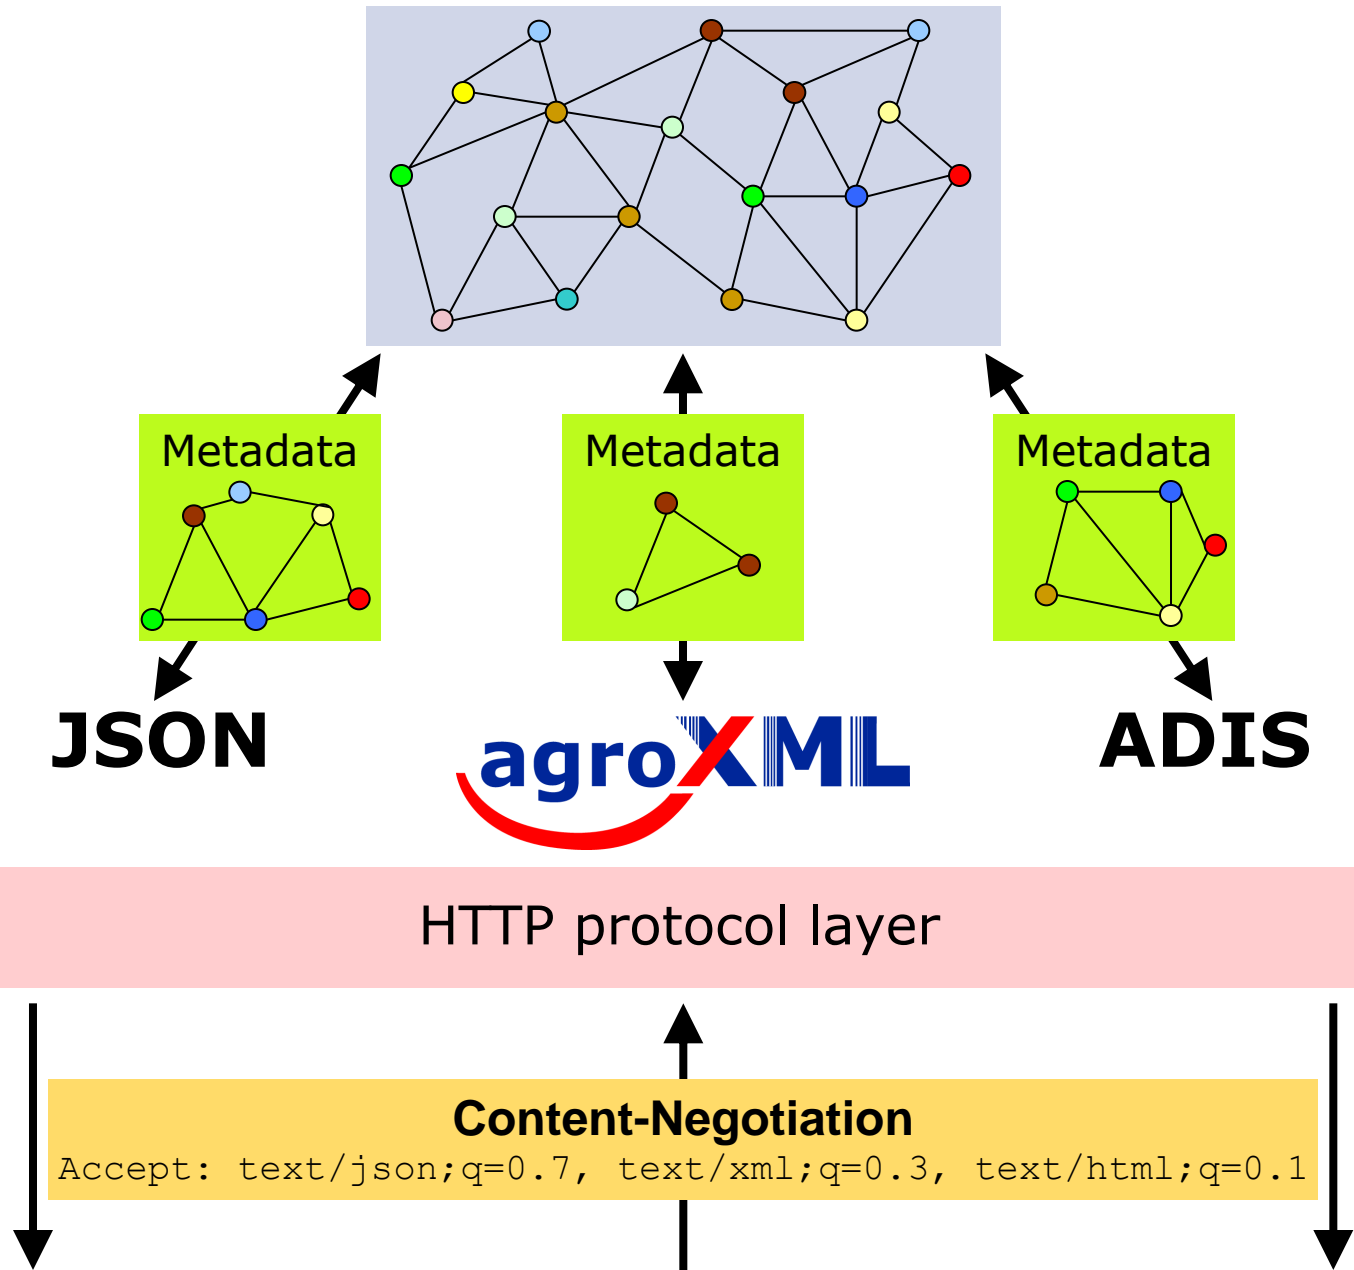 Metadata
Metadata
Metadata
JSON
agroXML
ADIS
HTTP protocol layer
Content-Negotiation
Accept: text/json;q=0.7, text/xml;q=0.3, text/html;q=0.1